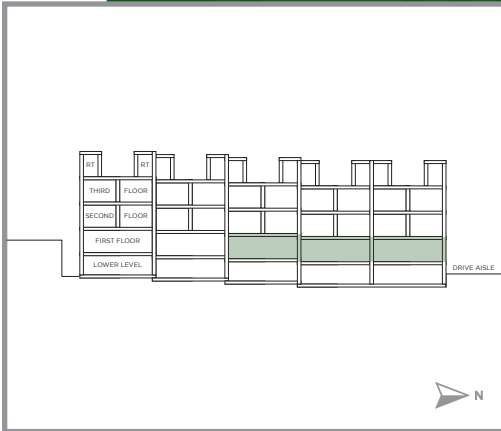 RT RT
THIRD FLOOR
SECOND FLOOR
FIRST FLOOR
LOWER LEVEL
DRIVE AISLE
N